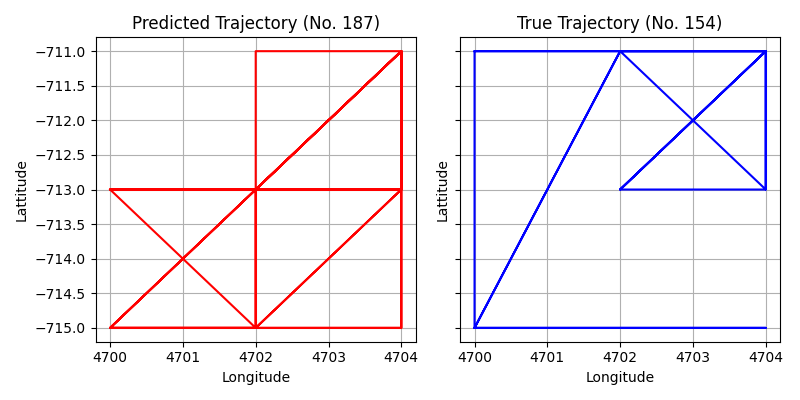 Predicted Trajectory (No. 187)
−711.0
−711.5
−712.0
−712.5
−713.0
−713.5
−714.0
−714.5
−715.0
Lattitude
4700 4701 4702 4703 4704
Longitude
True Trajectory (No. 154)
Lattitude
4700 4701 4702 4703 4704
Longitude